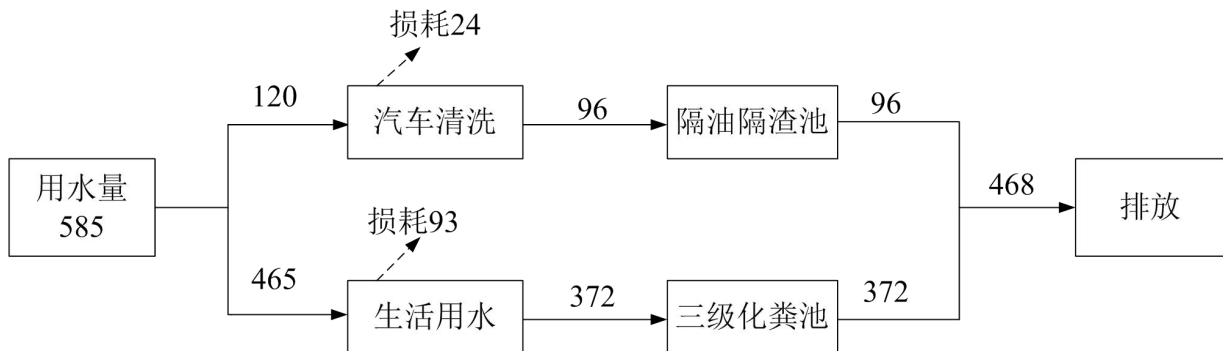 损耗24
120
汽车清洗
96
隔油隔渣池
96
用水量
585
468
排放
损耗93
465
生活用水
372
三级化粪池
372